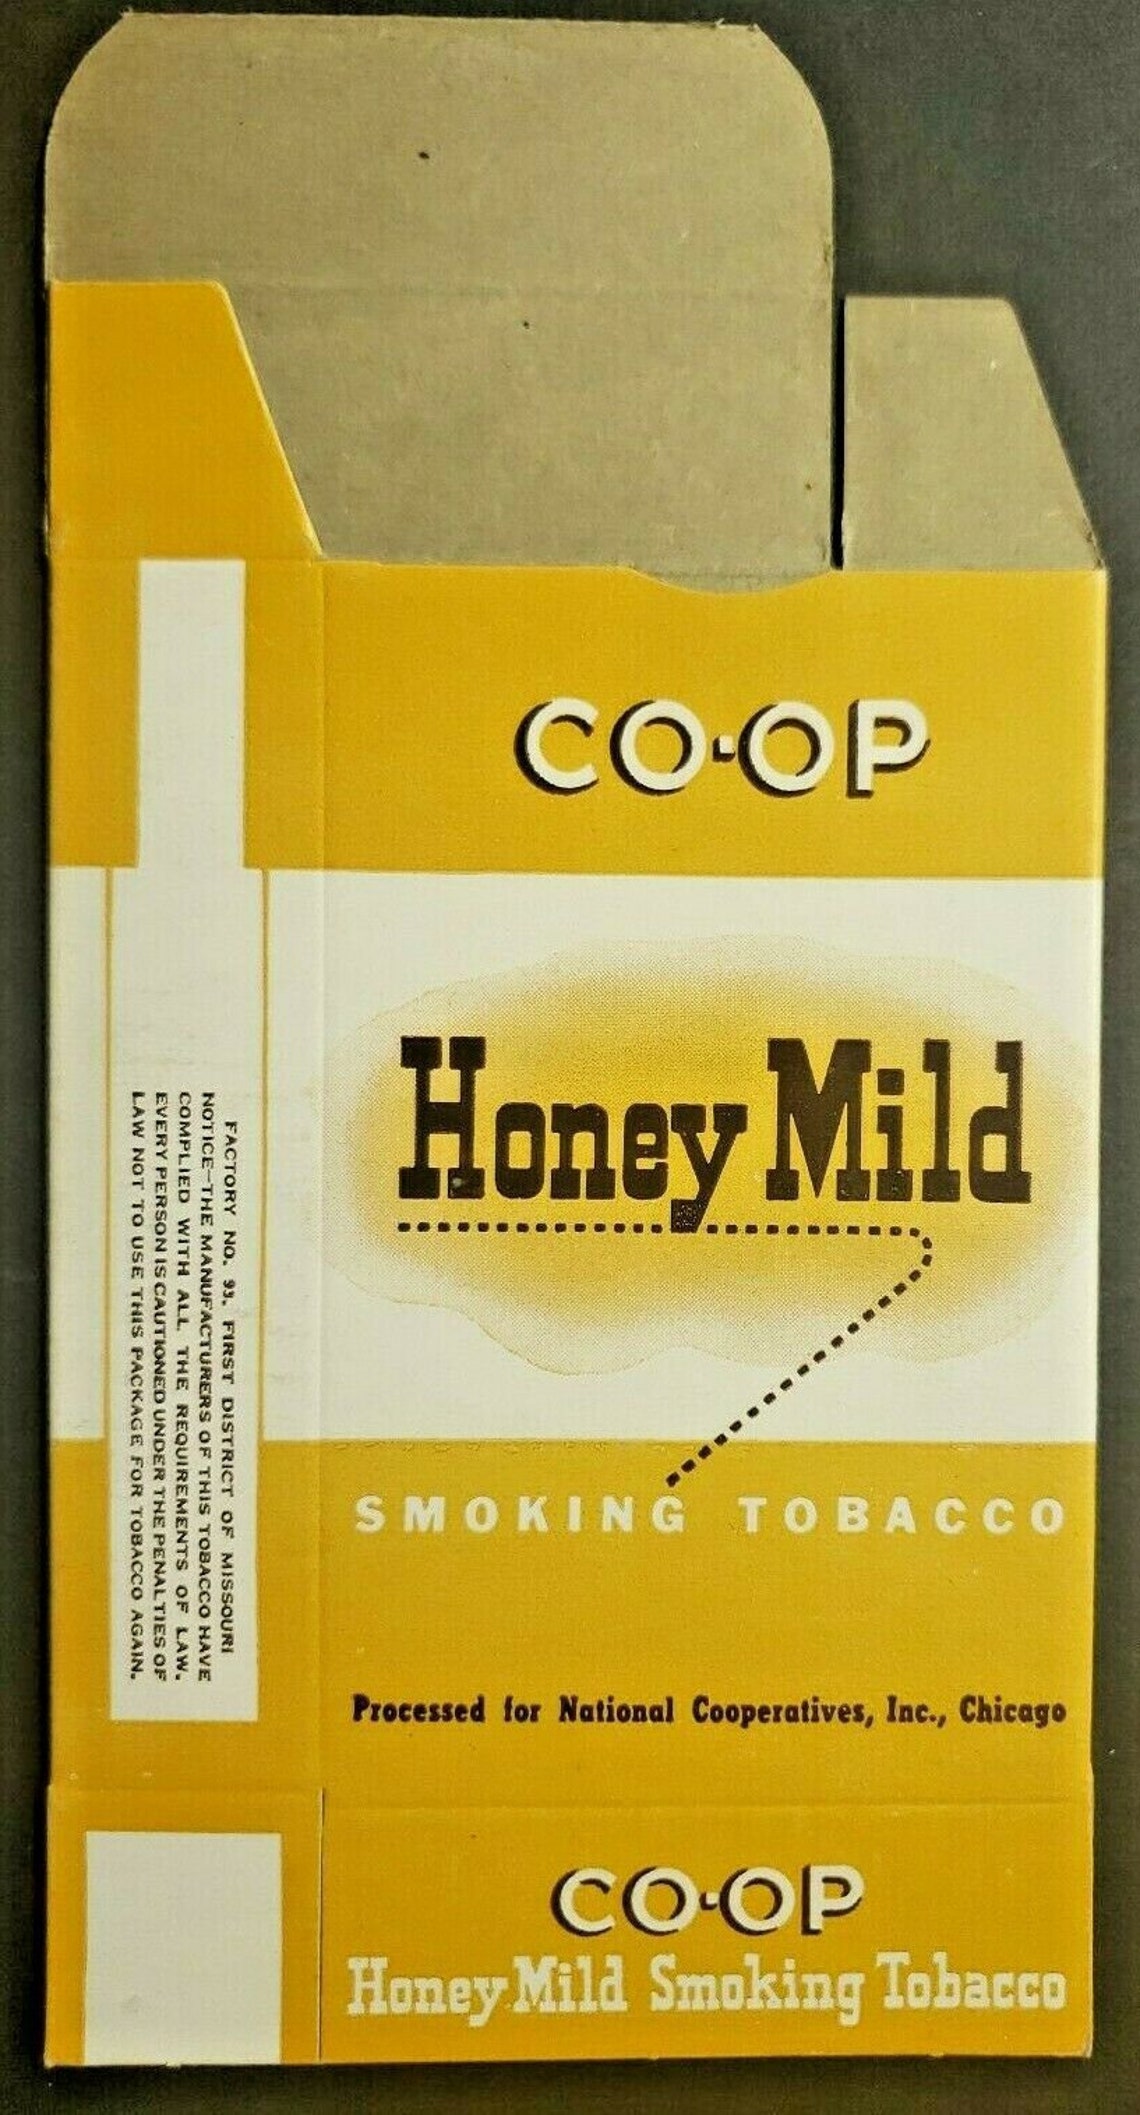 CO-OP
Honey Mild
SMOKING TOBACCO
Processed for National Cooperatives, Inc., Chicago
CO-OP
Honey Mild Smoking Tobacco
FACTORY NO. 93, FIRST DISTRICT OF MISSOURI
NOTICE—THE MANUFACTURERS OF THIS TOBACCO HAVE
COMPLIED WITH ALL THE REQUIREMENTS OF LAW.
EVERY PERSON IS CAUTIONED UNDER THE PENALTIES OF
LAW NOT TO USE THIS PACKAGE FOR TOBACCO AGAIN.